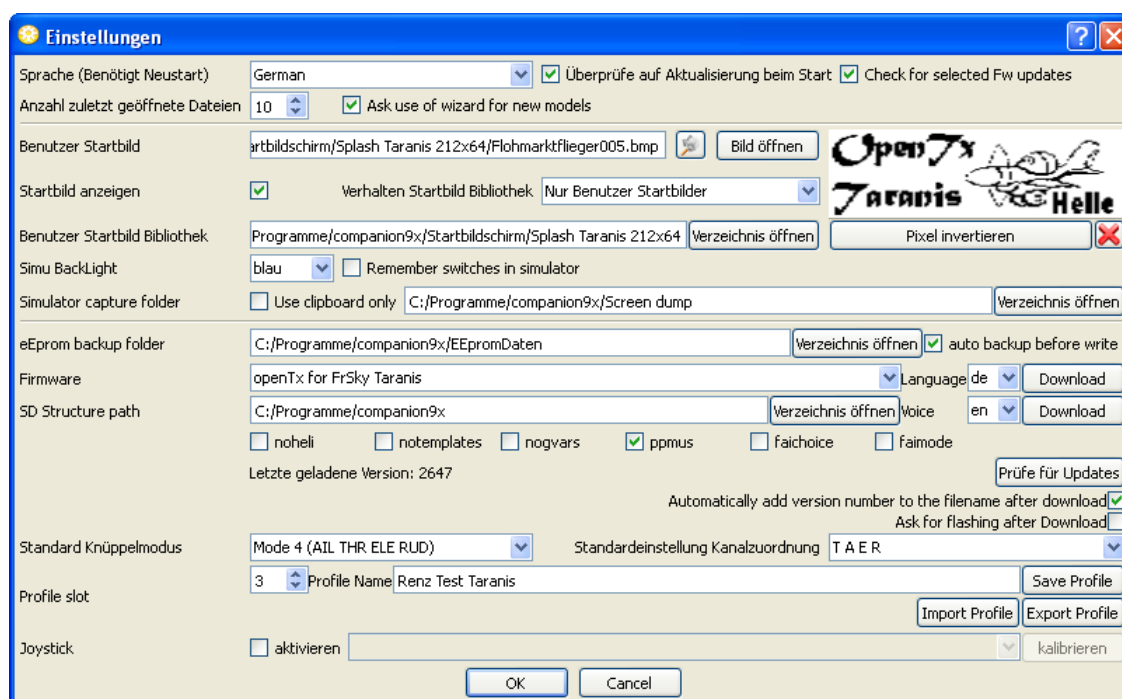 Einstellungen
Sprache (Benötigt Neustart) German Überprüfe auf Aktualisierung beim Start Check for selected Fw updates
Anzahl zuletzt geöffnete Dateien 10 Ask use of wizard for new models
Benutzer Startbild artbildschirm/Splash Taranis 212x64/Flohmarktflieger005.bmp Bild öffnen
OpenTx
Taranis Helle
Startbild anzeigen Verhalten Startbild Bibliothek Nur Benutzer Startbilder
Benutzer Startbild Bibliothek Programme/companion9x/Startbildschirm/Splash Taranis 212x64 Verzeichnis öffnen Pixel invertieren
Simu BackLight blau Remember switches in simulator
Simulator capture folder Use clipboard only C:/Programme/companion9x/Screen dump Verzeichnis öffnen
eEprom backup folder C:/Programme/companion9x/EEpromDaten Verzeichnis öffnen auto backup before write
Firmware openTx for FrSky Taranis Language de Download
SD Structure path C:/Programme/companion9x Verzeichnis öffnen Voice en Download
noheli notemplates nogvars ppmus faichoice faimode
Letzte geladene Version: 2647 Prüfe für Updates
Automatically add version number to the filename after download
Ask for flashing after Download
Standard Knüppelmodus Mode 4 (AIL THR ELE RUD) Standardeinstellung Kanalzuordnung T A E R
Profile slot 3 Profile Name Renz Test Taranis Save Profile
Import Profile Export Profile
Joystick aktivieren kalibrieren
OK Cancel